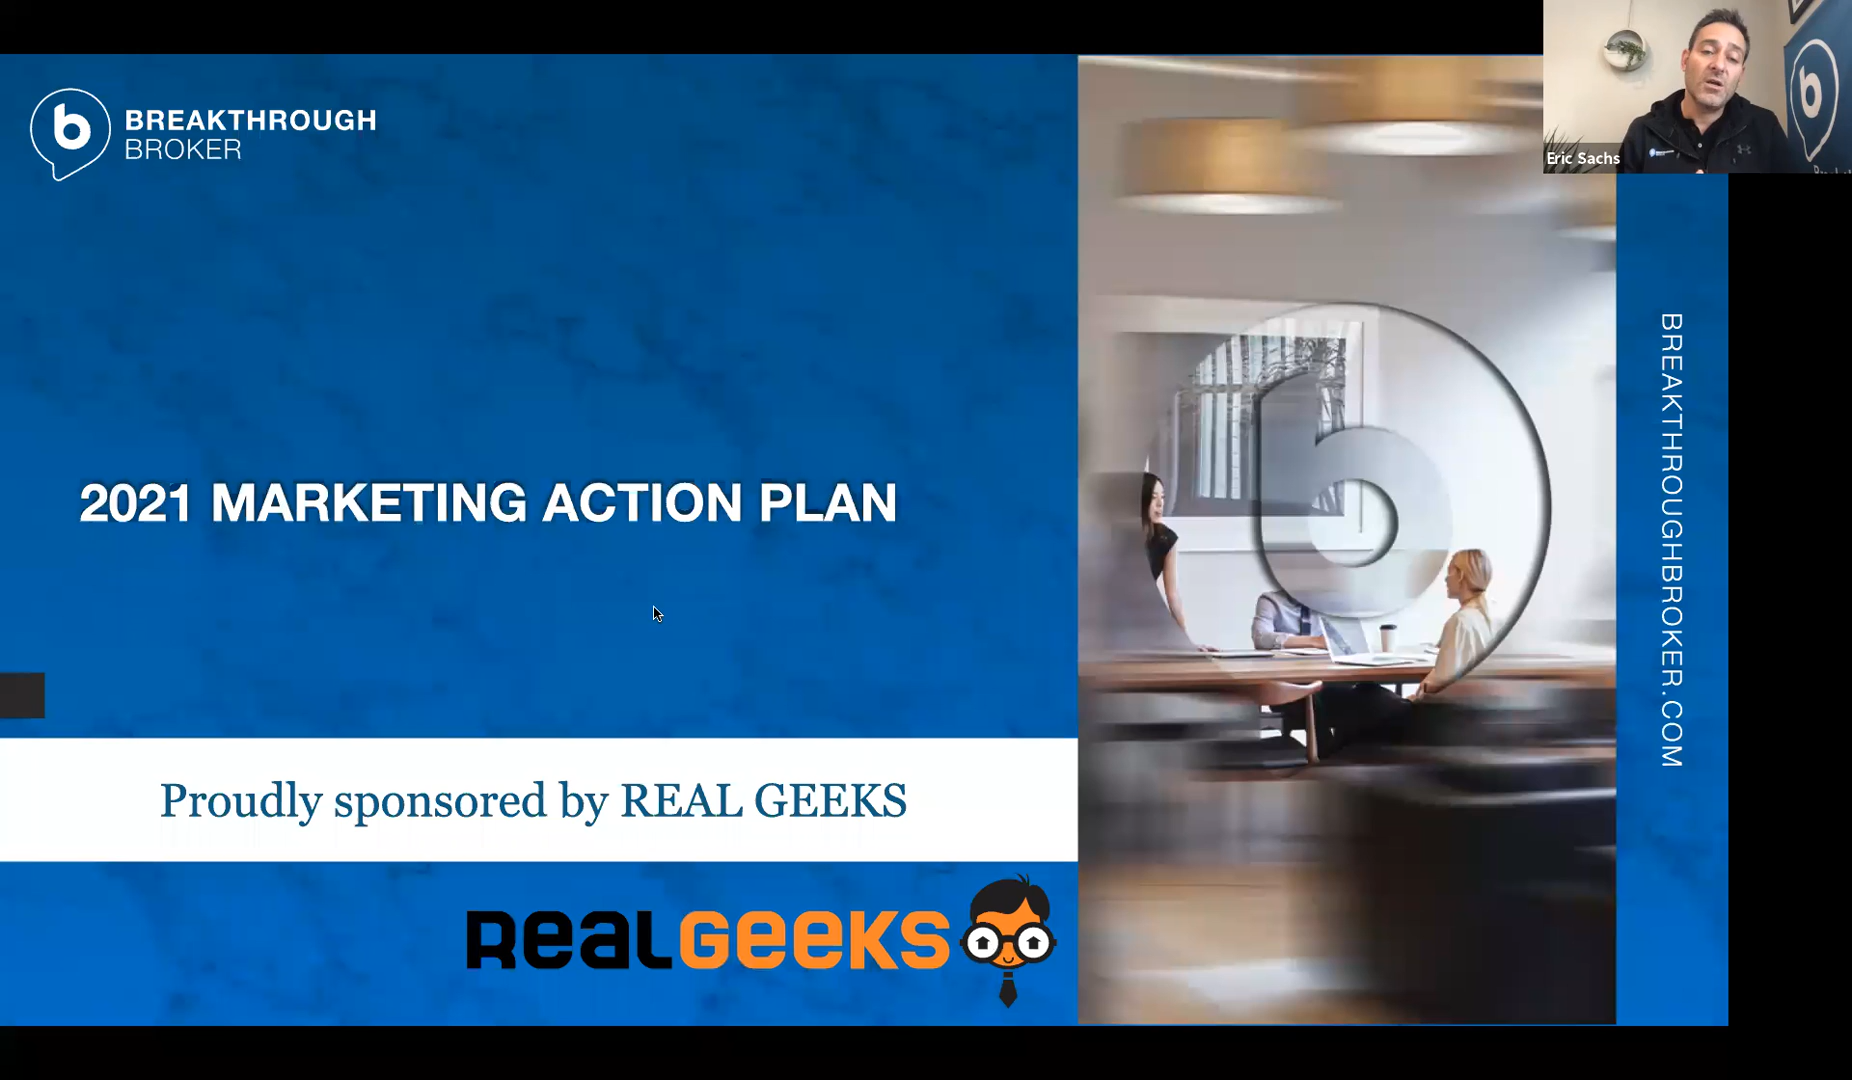 BREAKTHROUGH
BROKER
2021 MARKETING ACTION PLAN
Proudly sponsored by REAL GEEKS
REALGEEKS
BREAKTHROUGHBROKER.COM
Eric Sachs